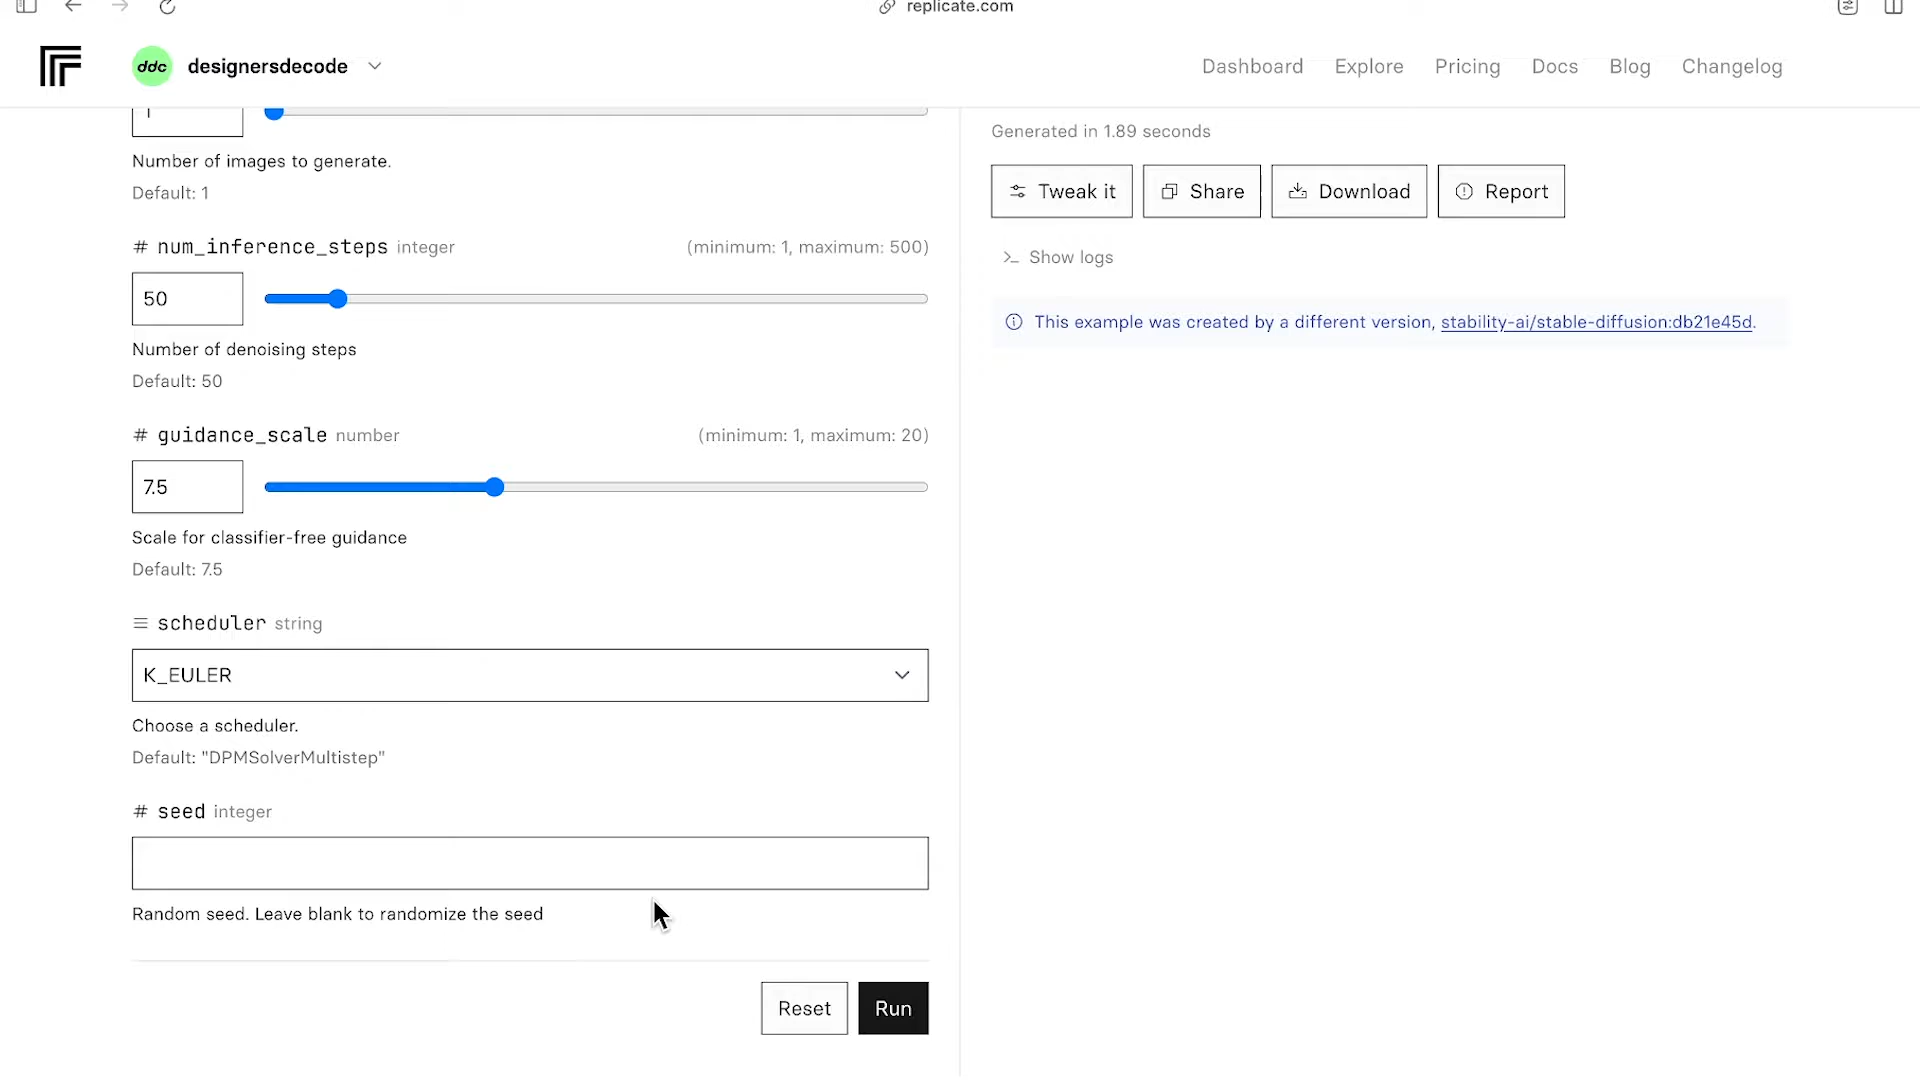 replicate.com
ddc designersdecode
Dashboard Explore Pricing Docs Blog Changelog
Number of images to generate.
Default: 1
# num_inference_steps integer (minimum: 1, maximum: 500)
50
Number of denoising steps
Default: 50
# guidance_scale number (minimum: 1, maximum: 20)
7.5
Scale for classifier-free guidance
Default: 7.5
scheduler string
K_EULER
Choose a scheduler.
Default: "DPMSolverMultistep"
# seed integer
Random seed. Leave blank to randomize the seed
Reset Run
Generated in 1.89 seconds
Tweak it Share Download Report
>_ Show logs
This example was created by a different version, stability-ai/stable-diffusion:db21e45d.